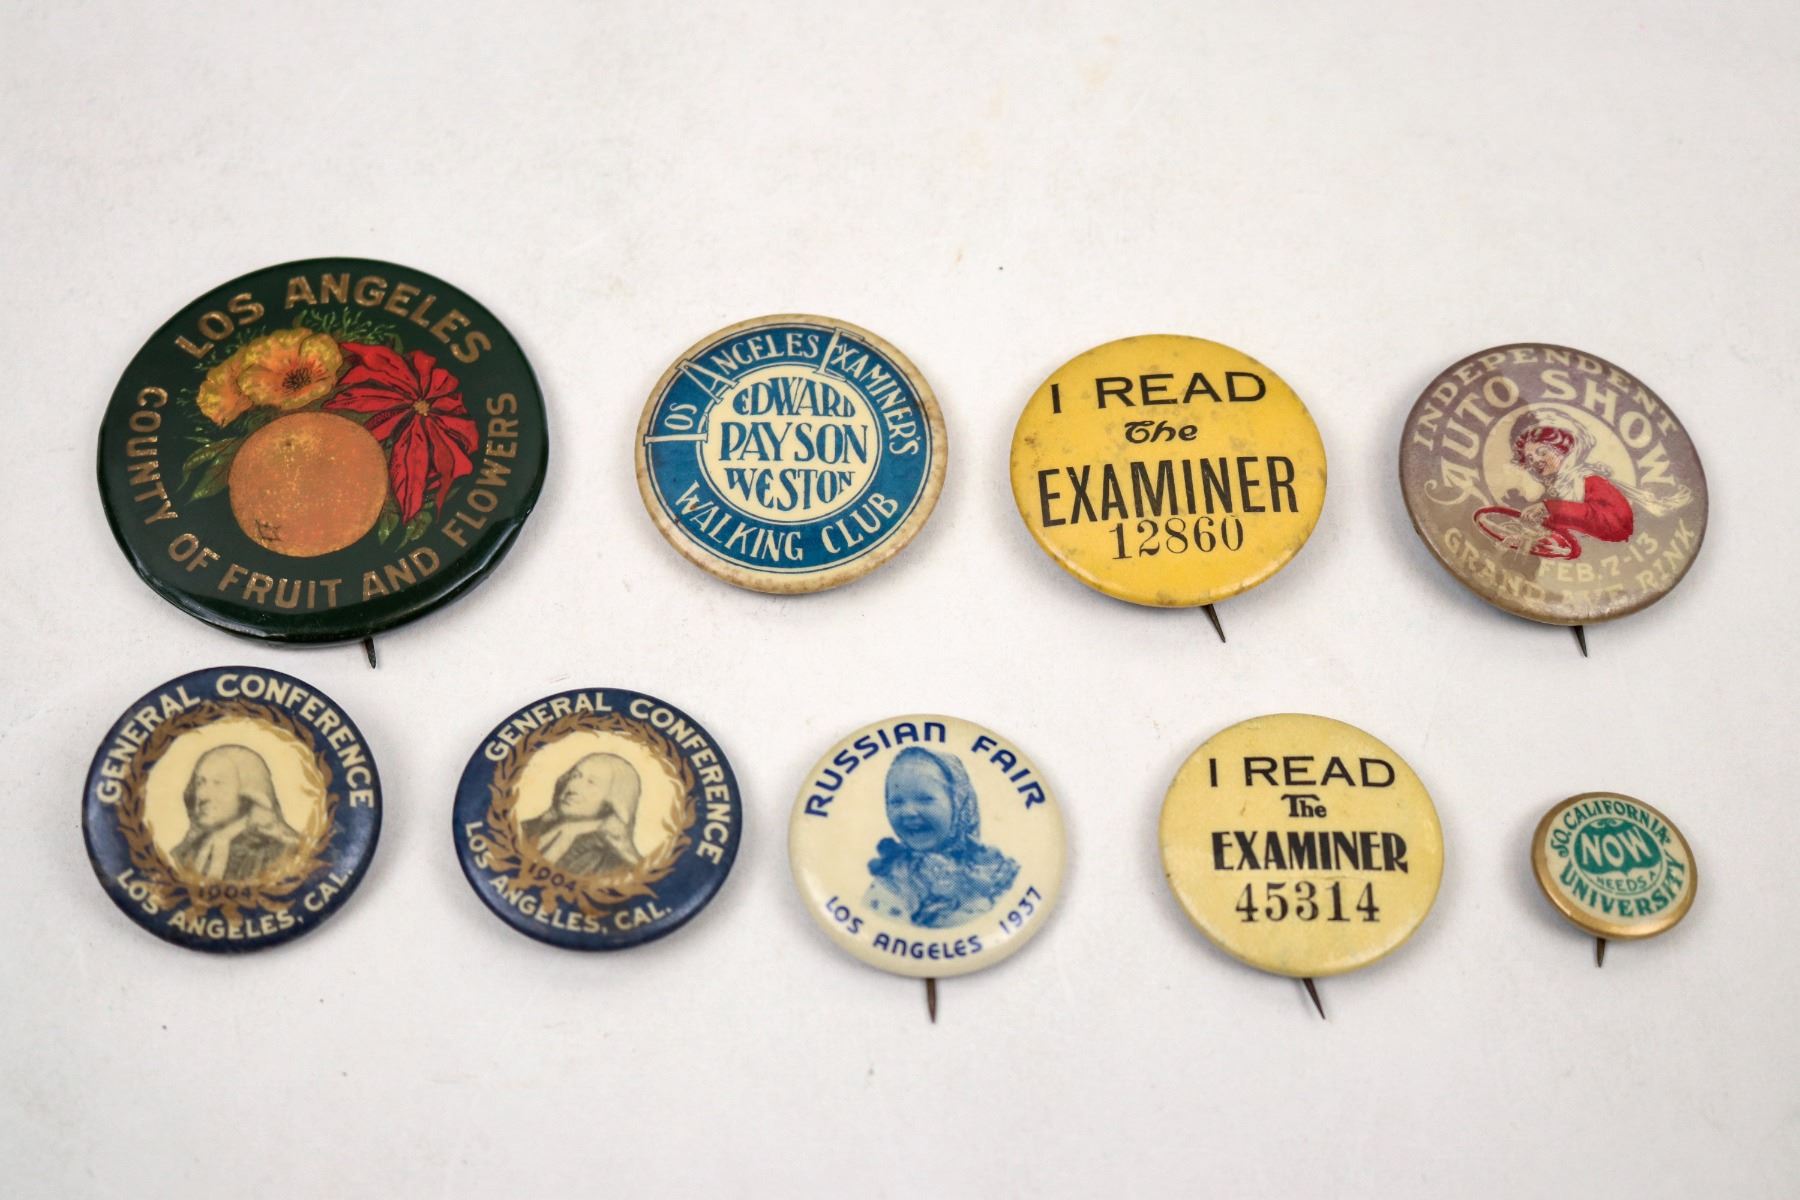 LOS ANGELES
COUNTY OF FRUIT AND FLOWERS
LOS ANGELES EXAMINER'S
EDWARD
PAYSON
WESTON
WALKING CLUB
I READ
The
EXAMINER
12860
INDEPENDENT
AUTO SHOW
FEB. 7-13
GRAND AVE RINK
GENERAL CONFERENCE
1904
LOS ANGELES, CAL.
GENERAL CONFERENCE
1904
LOS ANGELES, CAL.
RUSSIAN FAIR
LOS ANGELES 1937
I READ
The
EXAMINER
45314
SO. CALIFORNIA
NOW
NEEDS A
UNIVERSITY